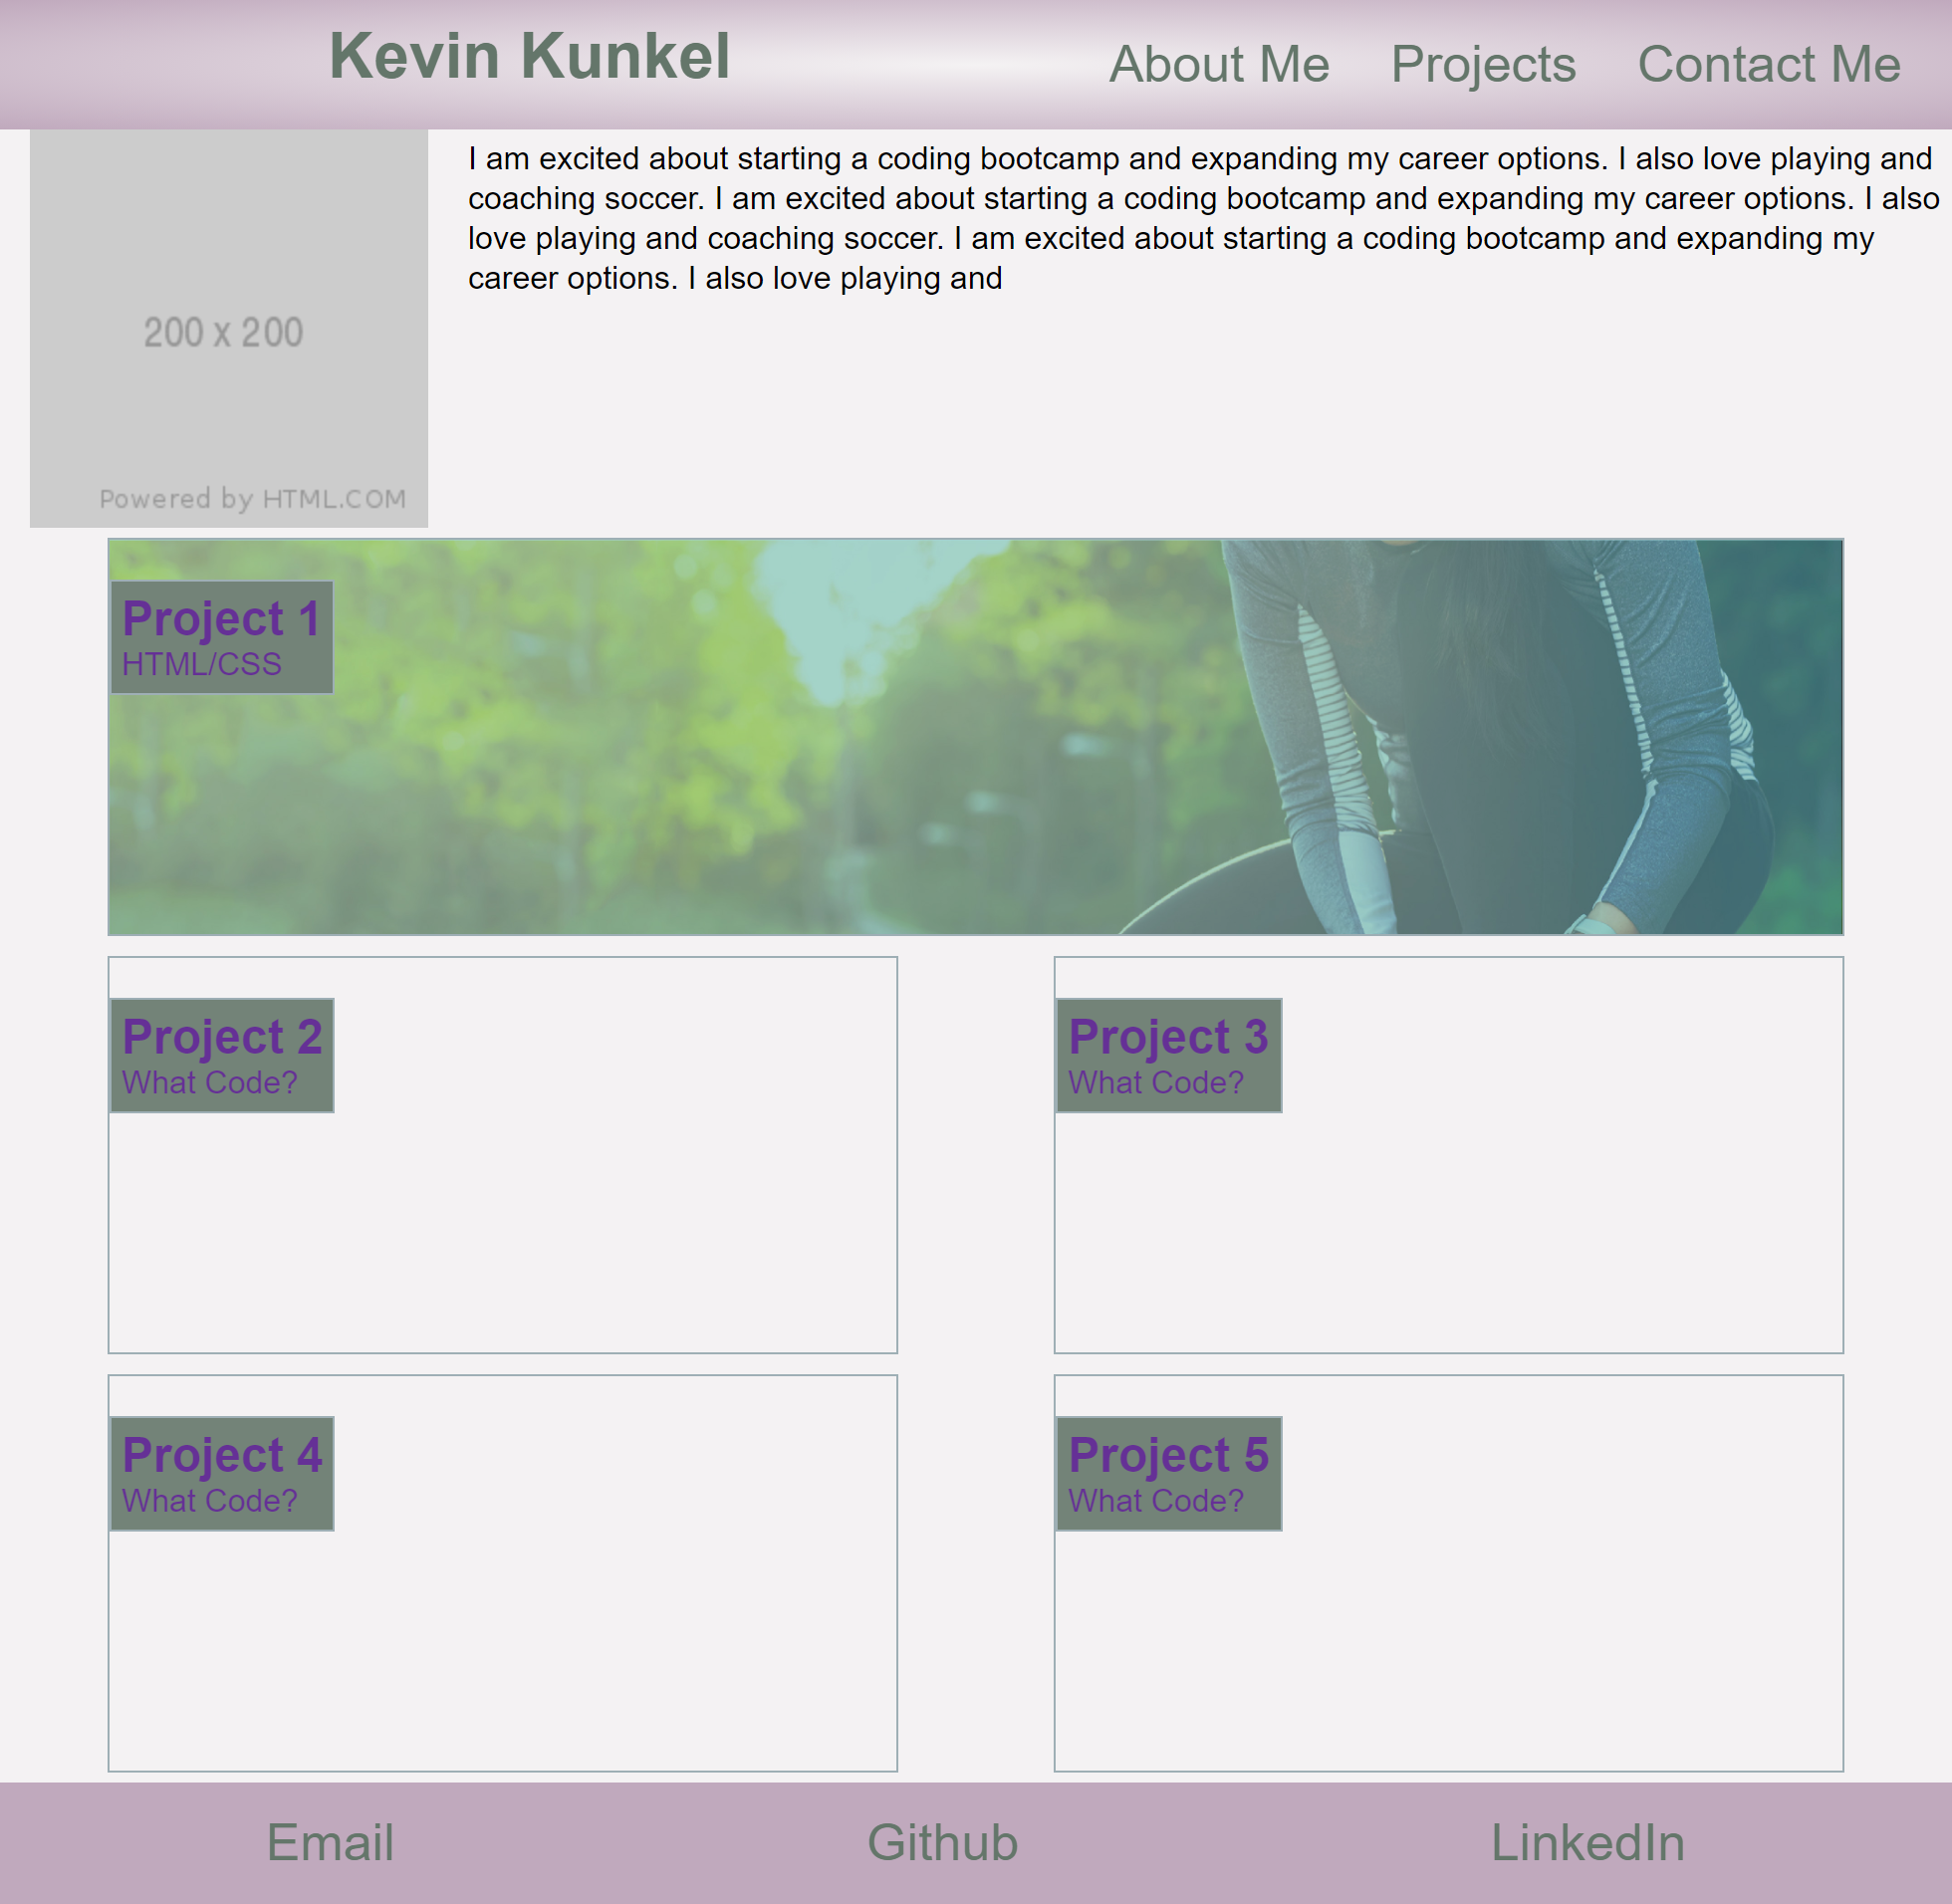 Kevin Kunkel
About Me Projects Contact Me
I am excited about starting a coding bootcamp and expanding my career options. I also love playing and
coaching soccer. I am excited about starting a coding bootcamp and expanding my career options. I also
love playing and coaching soccer. I am excited about starting a coding bootcamp and expanding my
career options. I also love playing and
200 x 200
Powered by HTML.COM
Project 1
HTML/CSS
Project 2
What Code?
Project 3
What Code?
Project 4
What Code?
Project 5
What Code?
Email Github LinkedIn